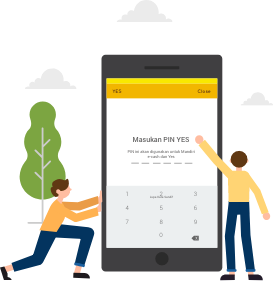 YES Close
Masukan PIN YES
PIN ini akan digunakan untuk Mandiri
e-cash dan Yes
1 2 3
4 5 6
7 8 9
0